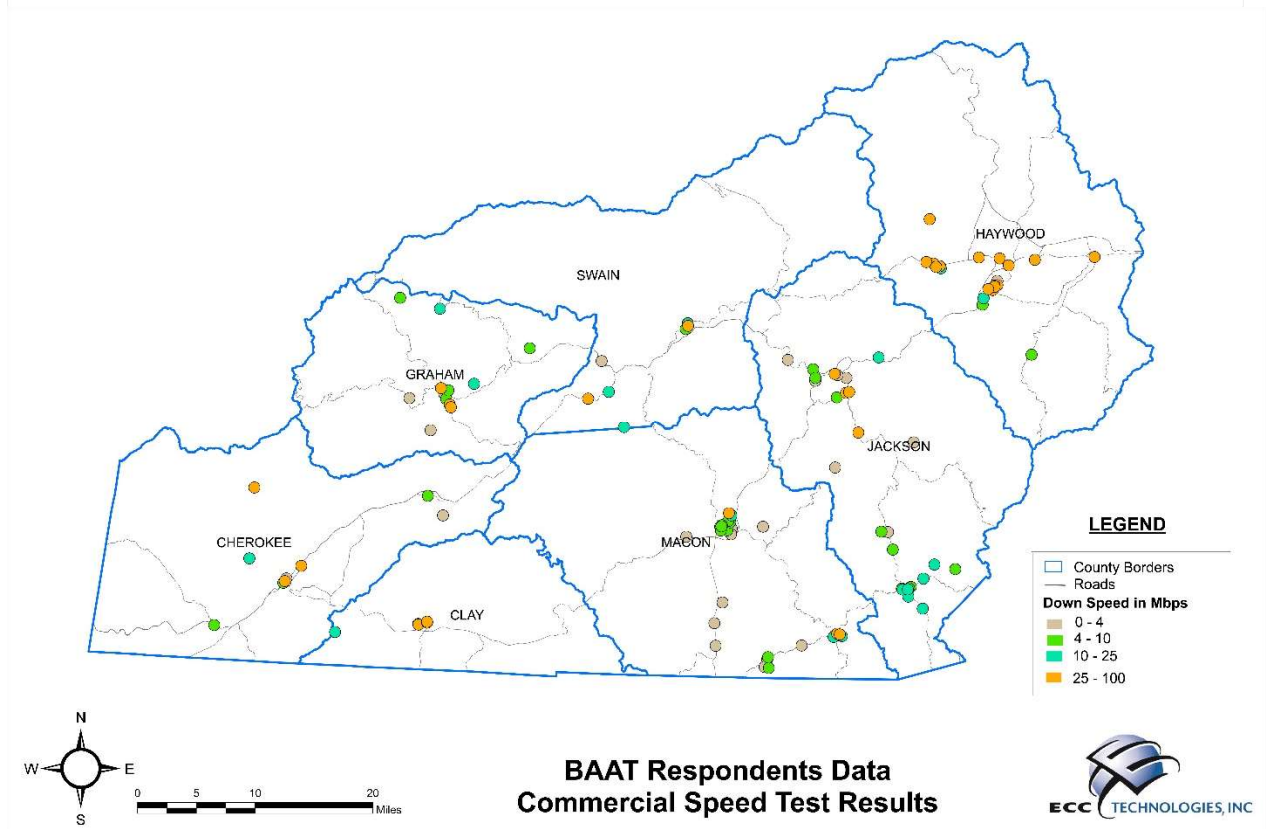 HAYWOOD
SWAIN
GRAHAM
JACKSON
CHEROKEE
MACON
CLAY
LEGEND
County Borders
Roads
Down Speed in Mbps
0 - 4
4 - 10
10 - 25
25 - 100
N
W E
S
0 5 10 20
Miles
BAAT Respondents Data
Commercial Speed Test Results
ECC TECHNOLOGIES, INC